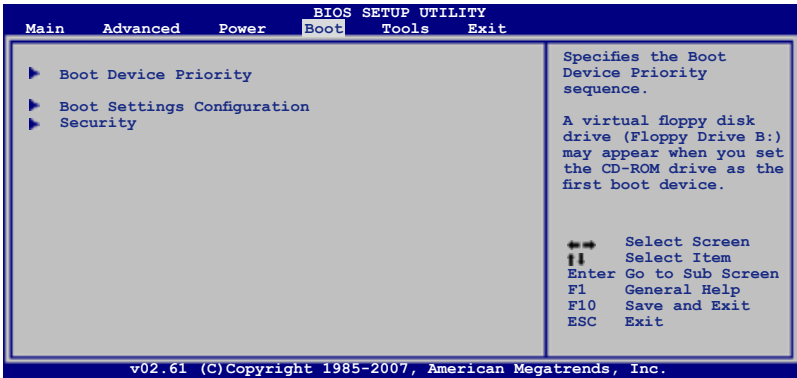 BIOS SETUP UTILITY
Main Advanced Power Boot Tools Exit
Boot Device Priority
Boot Settings Configuration
Security
Specifies the Boot
Device Priority
sequence.
A virtual floppy disk
drive (Floppy Drive B:)
may appear when you set
the CD-ROM drive as the
first boot device.
Select Screen
Select Item
Enter Go to Sub Screen
F1 General Help
F10 Save and Exit
ESC Exit
v02.61 (C)Copyright 1985-2007, American Megatrends, Inc.